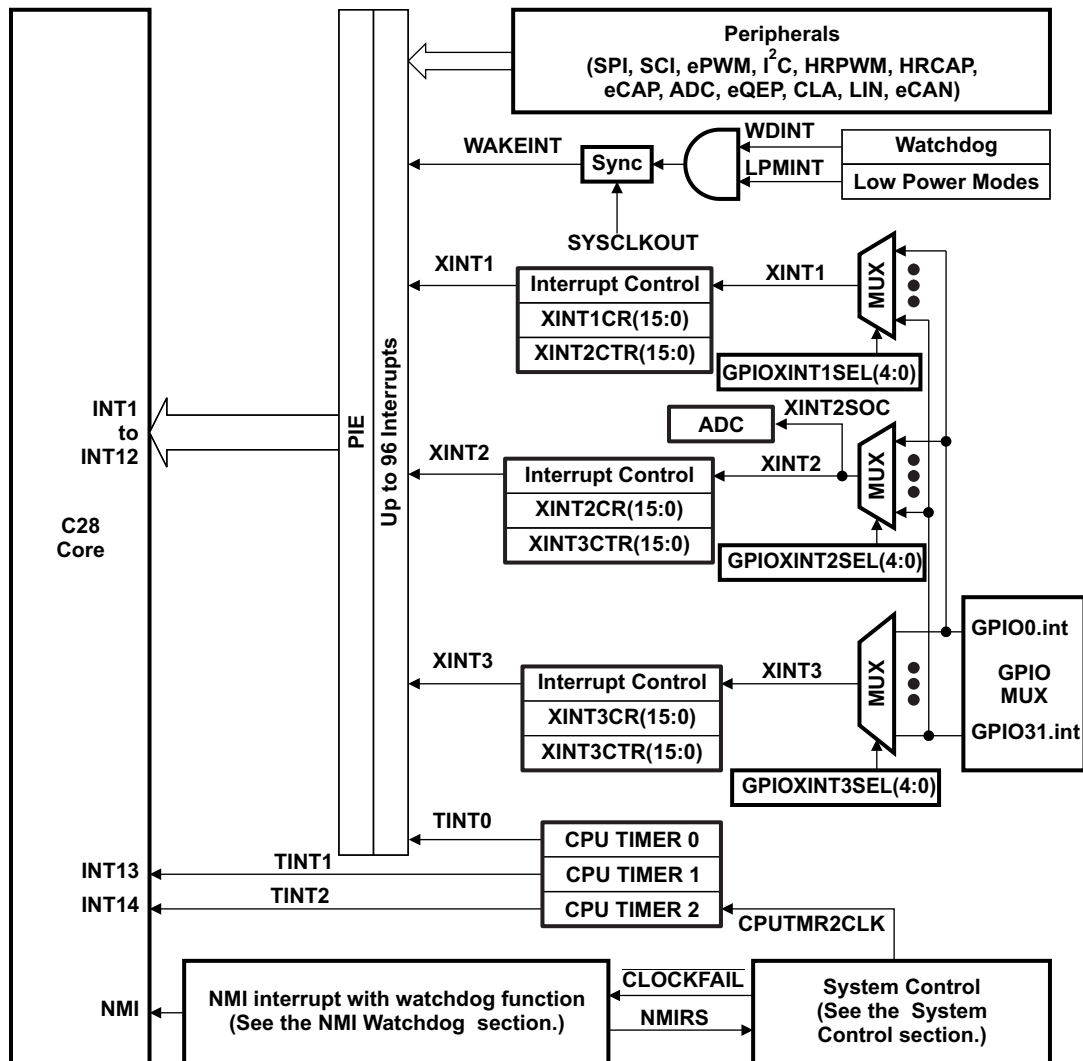 Peripherals
(SPI, SCI, ePWM, I2C, HRPWM, HRCAP,
eCAP, ADC, eQEP, CLA, LIN, eCAN)
WDINT
WAKEINT
Sync
Watchdog
LPMINT
Low Power Modes
SYSCLKOUT
XINT1
Interrupt Control
XINT1
MUX
XINT1CR(15:0)
XINT2CTR(15:0)
GPIOXINT1SEL(4:0)
INT1
to
INT12
PIE
Up to 96 Interrupts
XINT2SOC
ADC
XINT2
Interrupt Control
XINT2
MUX
XINT2CR(15:0)
XINT3CTR(15:0)
GPIOXINT2SEL(4:0)
C28
Core
GPIO0.int
GPIO
MUX
GPIO31.int
XINT3
Interrupt Control
XINT3
MUX
XINT3CR(15:0)
XINT3CTR(15:0)
GPIOXINT3SEL(4:0)
TINT0
CPU TIMER 0
INT13
TINT1
CPU TIMER 1
INT14
TINT2
CPU TIMER 2
CPUTMR2CLK
NMI
NMI interrupt with watchdog function
(See the NMI Watchdog section.)
CLOCKFAIL
NMIRS
System Control
(See the System
Control section.)